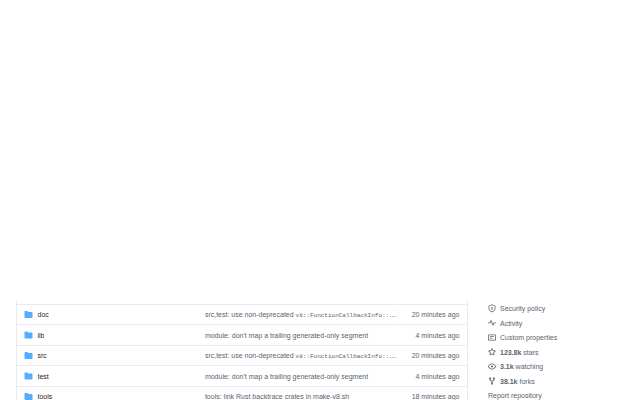 doc src,test: use non-deprecated v8::FunctionCallbackInfo::... 20 minutes ago
lib module: don't map a trailing generated-only segment 4 minutes ago
src src,test: use non-deprecated v8::FunctionCallbackInfo::... 20 minutes ago
test module: don't map a trailing generated-only segment 4 minutes ago
tools tools: link Rust backtrace crates in make-v8.sh 18 minutes ago
Security policy
Activity
Custom properties
123.8k stars
3.1k watching
38.1k forks
Report repository